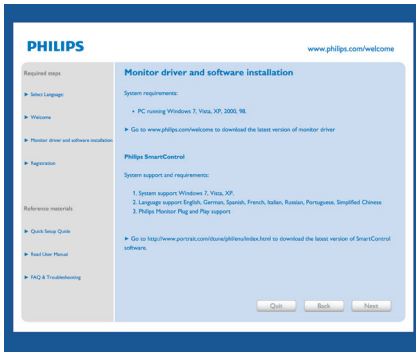 PHILIPS
www.philips.com/welcome
Required steps
► Select Language:
► Welcome
► Monitor driver and software installation
► Registration
Reference materials
► Quick Setup Guide
► Read User Manual
► FAQ & Troubleshooting
Monitor driver and software installation
System requirements:
• PC running Windows 7, Vista, XP, 2000, 98.
► Go to www.philips.com/welcome to download the latest version of monitor driver
Philips SmartControl
System support and requirements:
1. System support Windows 7, Vista, XP.
2. Language support English, German, Spanish, French, Italian, Russian, Portuguese, Simplified Chinese
3. Philips Monitor Plug and Play support
► Go to http://www.portrait.com/dtune/phl/enu/index.html to download the latest version of SmartControl
software.
Quit
Back
Next